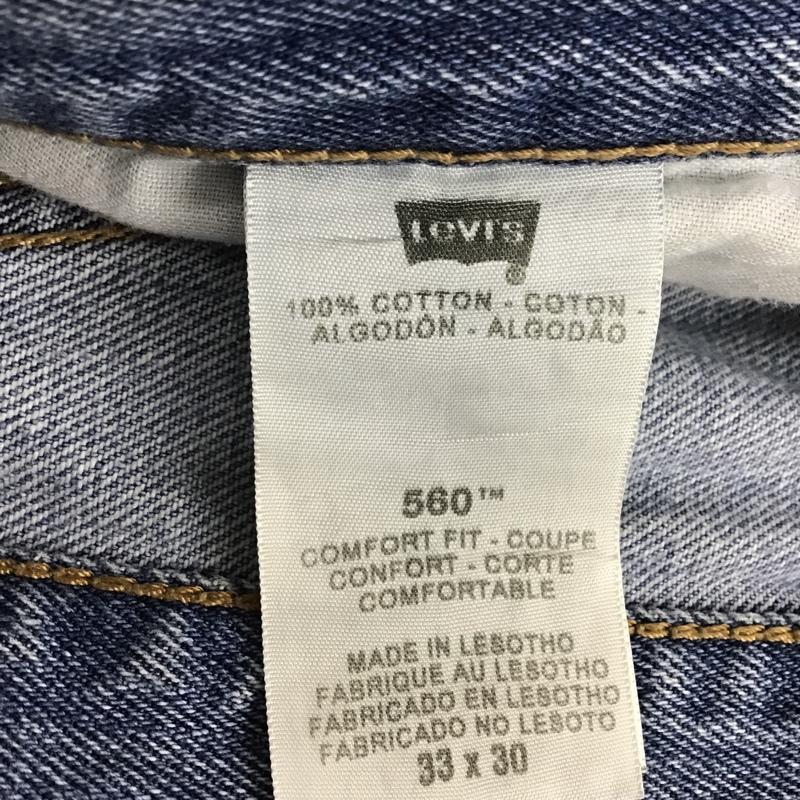 LeVI'S
®
100% COTTON - COTON -
ALGODÓN - ALGODÃO
560™
COMFORT FIT - COUPE
CONFORT - CORTE
COMFORTABLE
MADE IN LESOTHO
FABRIQUE AU LESOTHO
FABRICADO EN LESOTHO
FABRICADO NO LESOTO
33 x 30